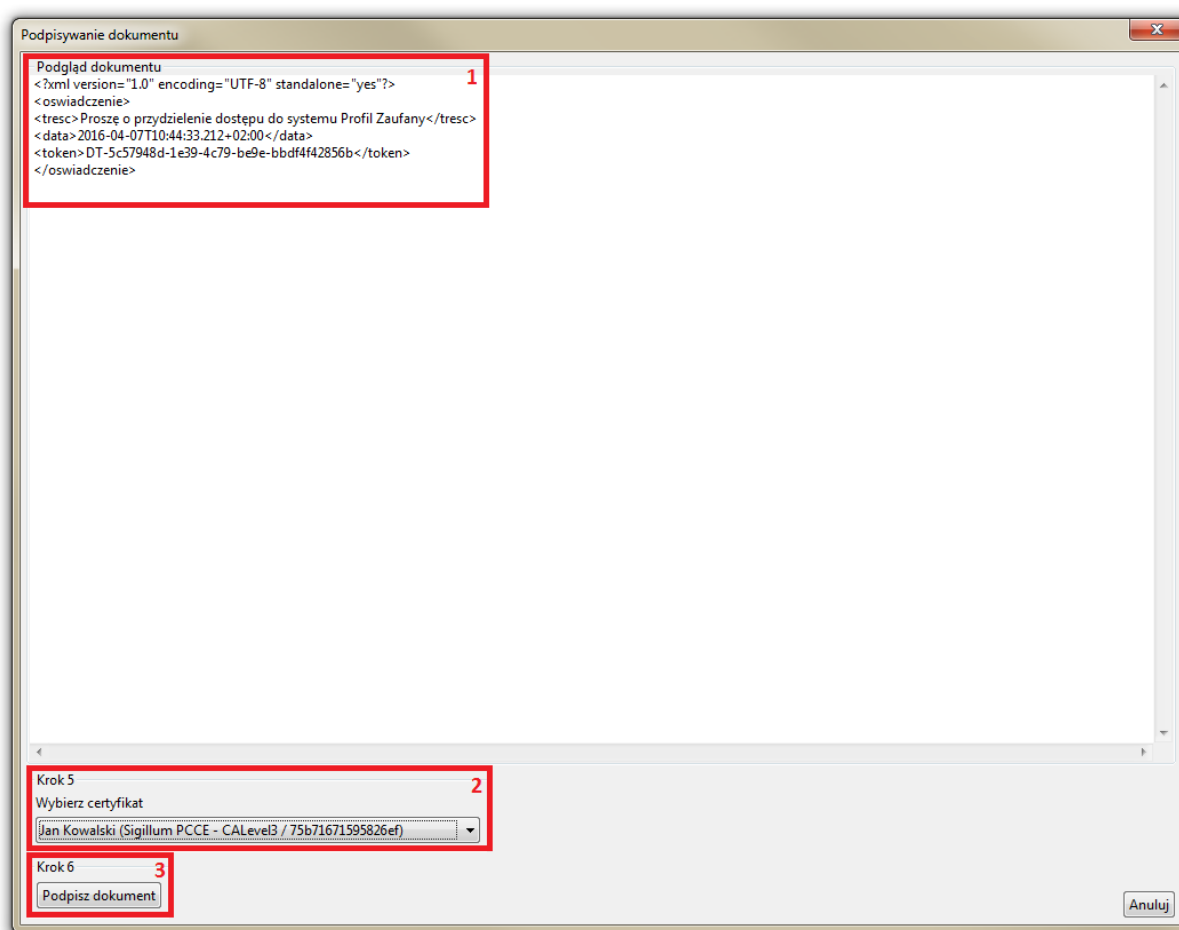 Podpisywanie dokumentu
x
Podgląd dokumentu
1
<?xml version="1.0" encoding="UTF-8" standalone="yes"?>
<oswiadczenie>
<tresc>Proszę o przydzielenie dostępu do systemu Profil Zaufany</tresc>
<data>2016-04-07T10:44:33.212+02:00</data>
<token>DT-5c57948d-1e39-4c79-be9e-bbdf4f42856b</token>
</oswiadczenie>
Krok 5
2
Wybierz certyfikat
Jan Kowalski (Sigillum PCCE - CALevel3 / 75b71671595826ef)
Krok 6
3
Podpisz dokument
Anuluj